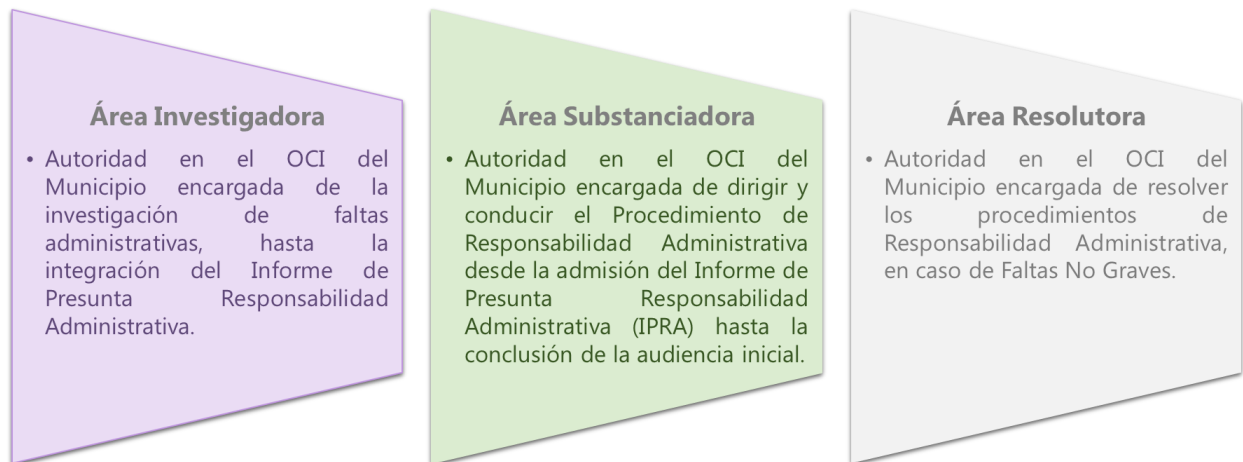 Área Investigadora
• Autoridad en el OCI del
Municipio encargada de la
investigación de faltas
administrativas, hasta la
integración del Informe de
Presunta Responsabilidad
Administrativa.
Área Substanciadora
• Autoridad en el OCI del
Municipio encargada de dirigir y
conducir el Procedimiento de
Responsabilidad Administrativa
desde la admisión del Informe de
Presunta Responsabilidad
Administrativa (IPRA) hasta la
conclusión de la audiencia inicial.
Área Resolutora
• Autoridad en el OCI del
Municipio encargada de resolver
los procedimientos de
Responsabilidad Administrativa,
en caso de Faltas No Graves.